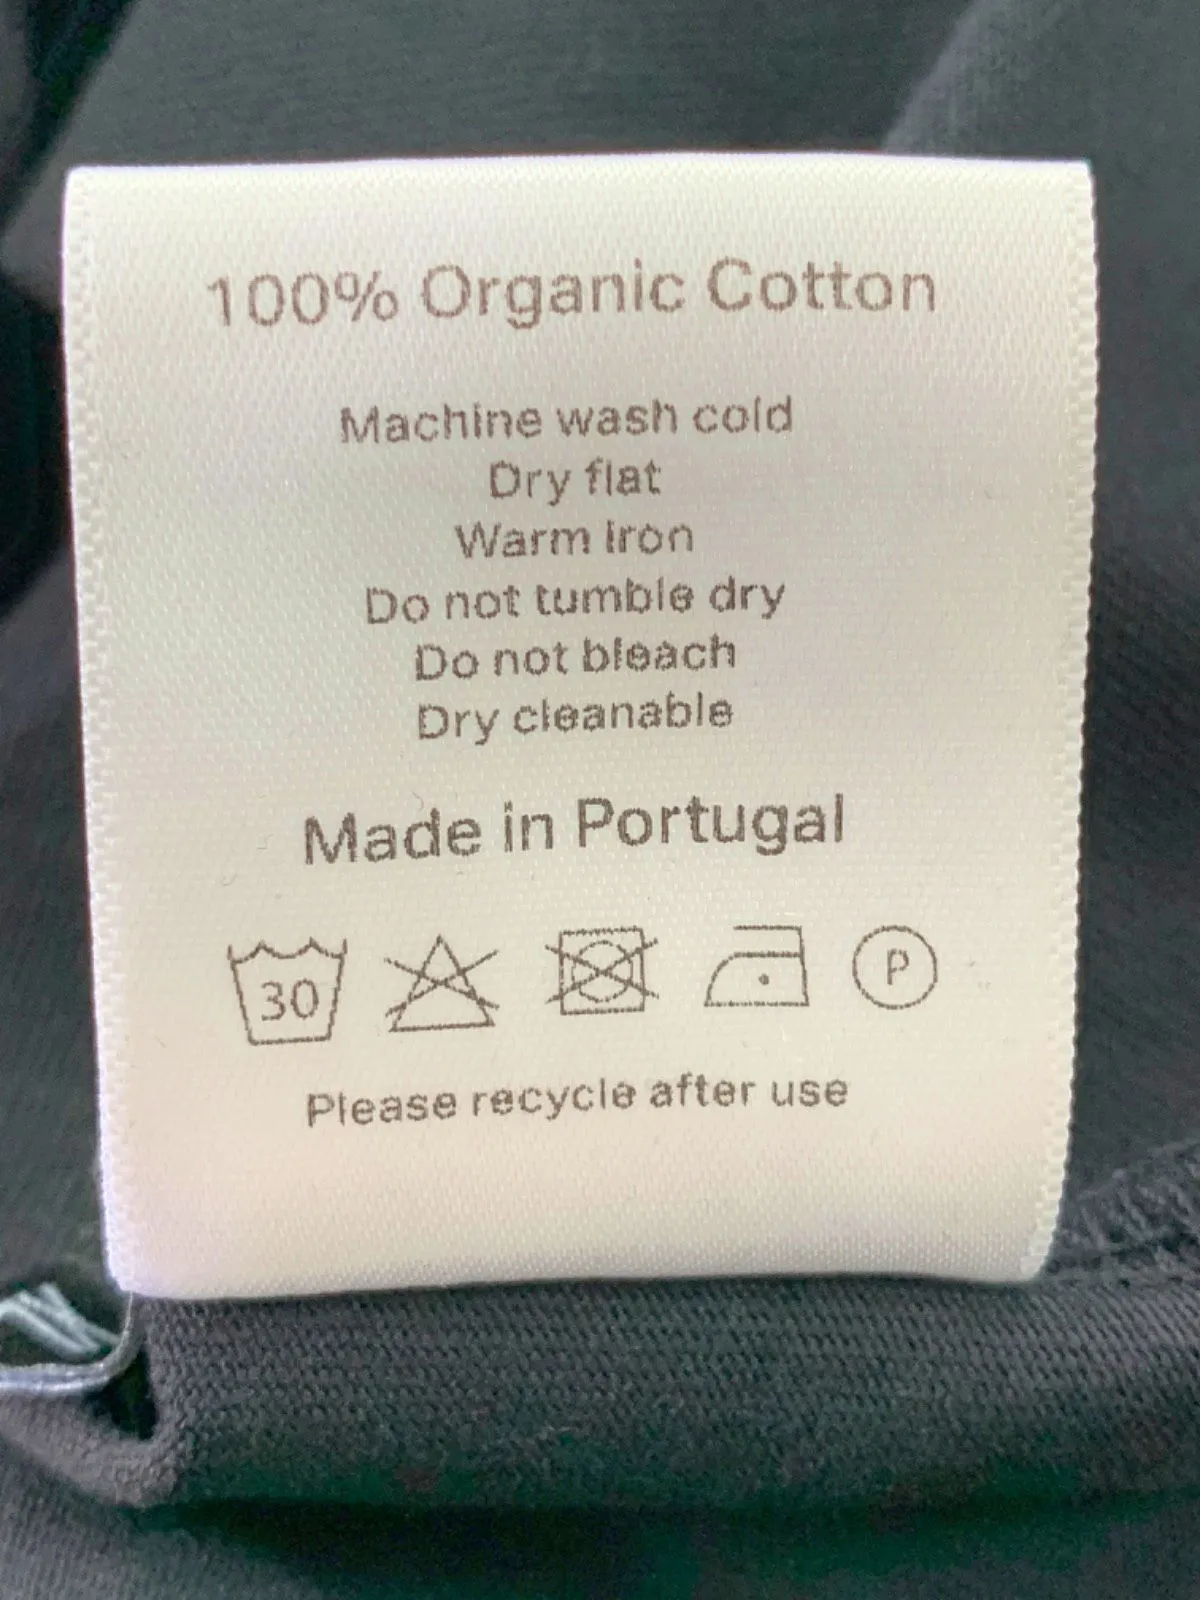 100% Organic Cotton
Machine wash cold
Dry flat
Warm iron
Do not tumble dry
Do not bleach
Dry cleanable
Made in Portugal
30 P
Please recycle after use